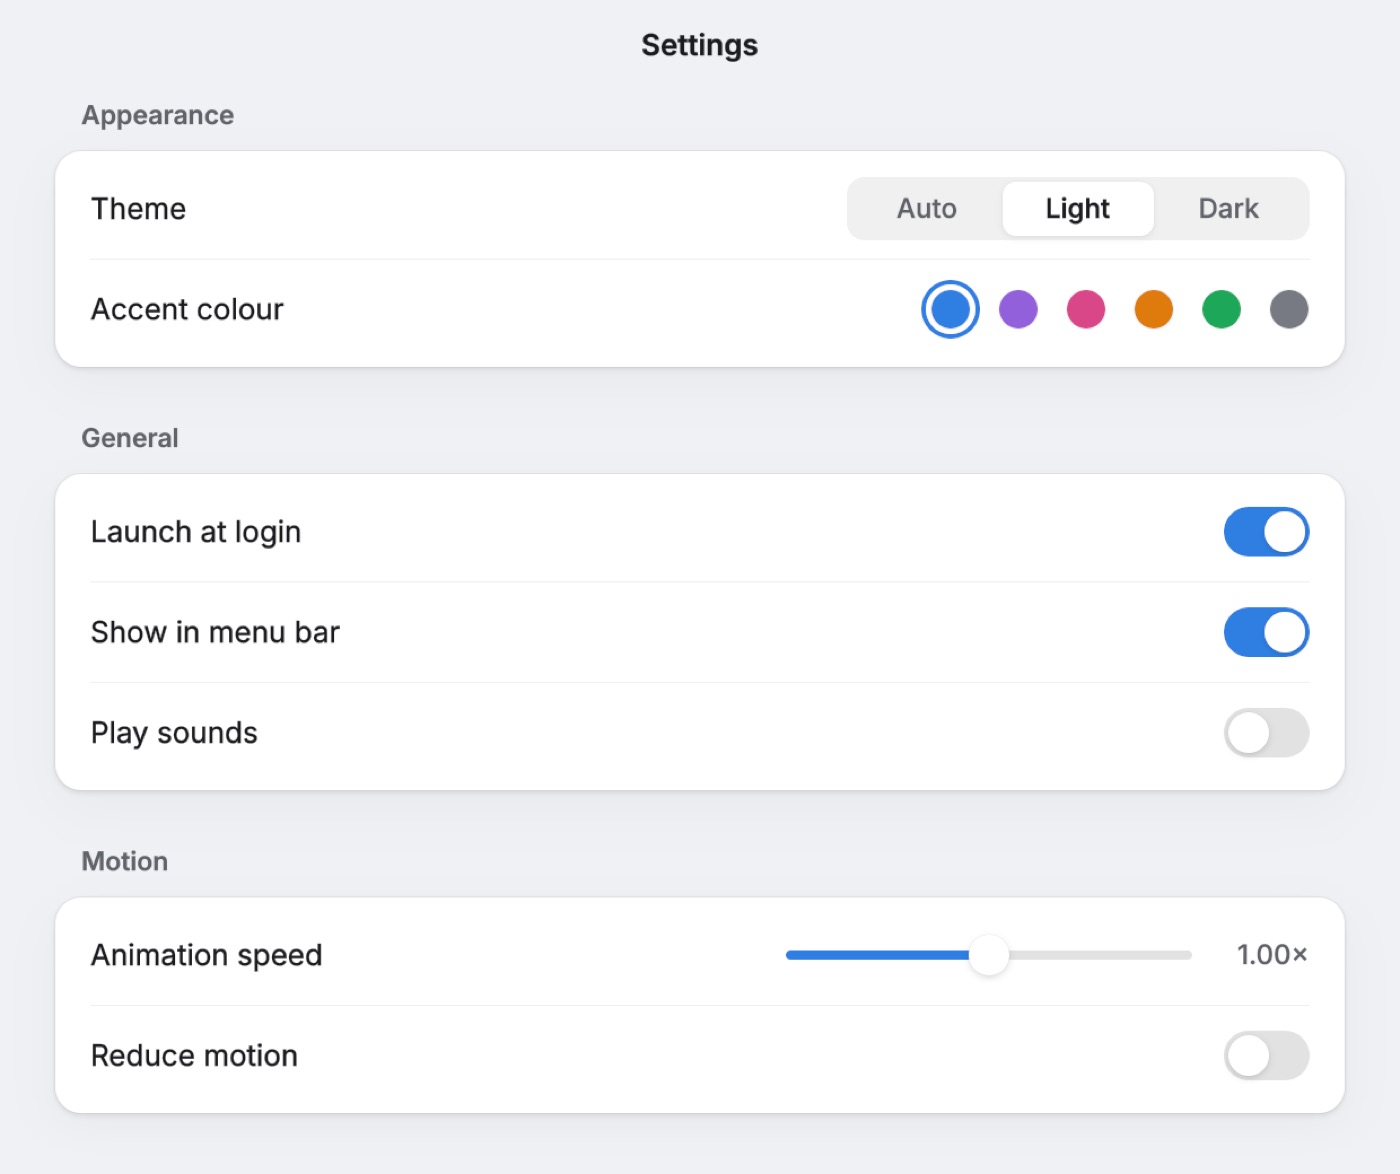 Settings
Appearance
Theme Auto Light Dark
Accent colour
General
Launch at login
Show in menu bar
Play sounds
Motion
Animation speed 1.00×
Reduce motion